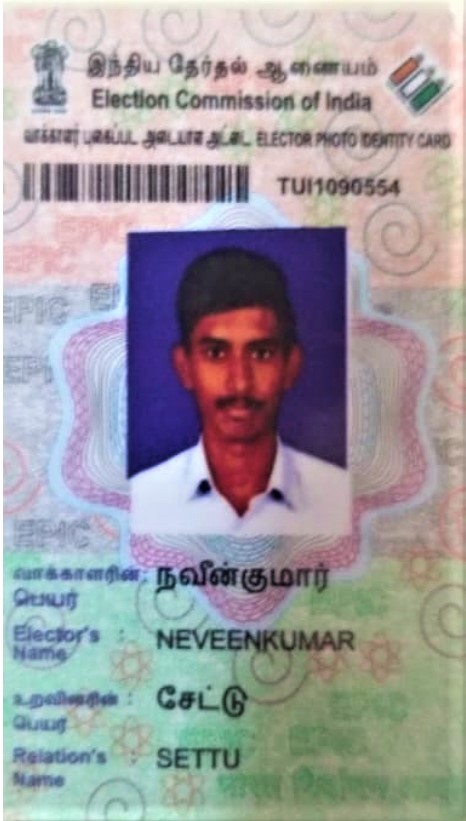 இந்திய தேர்தல் ஆணையம்
Election Commission of India
வாக்காளர் புகைப்பட அடையாள அட்டை ELECTOR PHOTO IDENTITY CARD
TUI1090554
EPIC
EPIC
வாக்காளரின் : நவீன்குமார்
பெயர்
Elector's : NEVEENKUMAR
Name
உறவினரின் : சேட்டு
பெயர்
Relation's : SETTU
Name